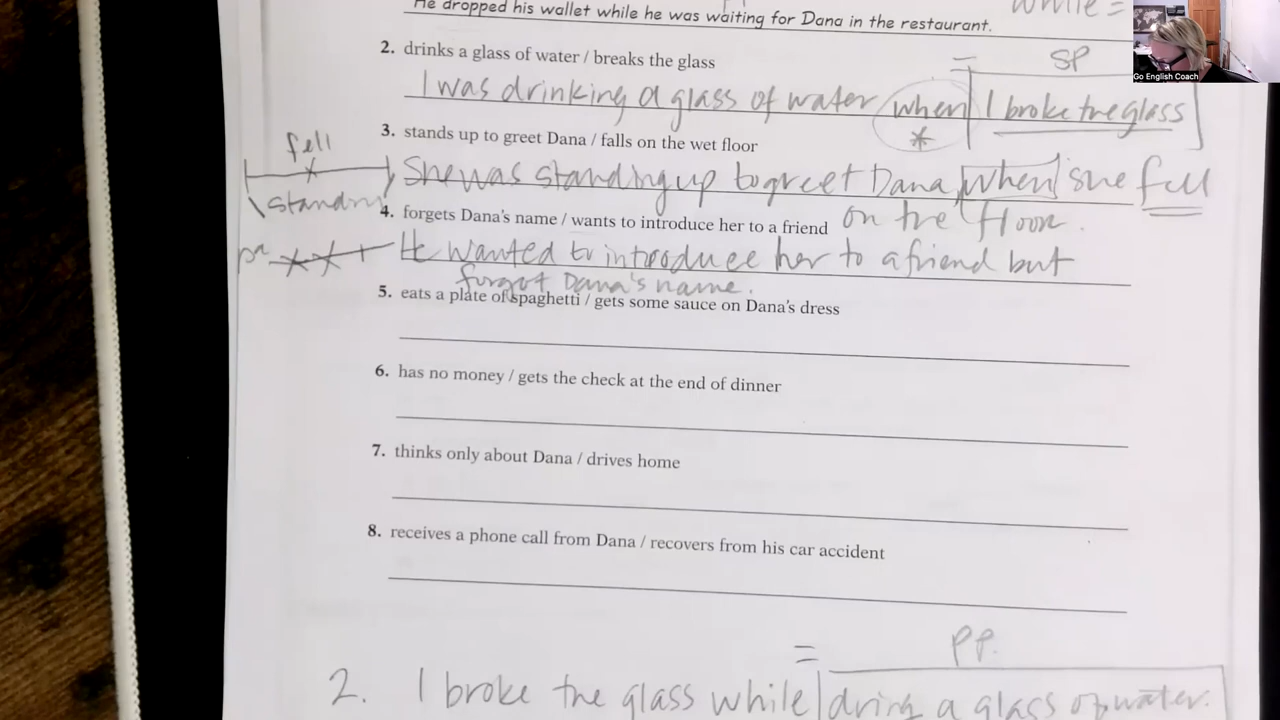 He dropped his wallet while he was waiting for Dana in the restaurant.
while =
Go English Coach
2. drinks a glass of water / breaks the glass
= SP
I was drinking a glass of water when I broke the glass
*
3. stands up to greet Dana / falls on the wet floor
fell
She was standing up to greet Dana, when she fell
on the floor.
4. forgets Dana's name / wants to introduce her to a friend
He wanted to introduce her to a friend but
forgot Dana's name.
5. eats a plate of spaghetti / gets some sauce on Dana's dress
6. has no money / gets the check at the end of dinner
7. thinks only about Dana / drives home
8. receives a phone call from Dana / recovers from his car accident
= PP.
2. I broke the glass while a glass of water.